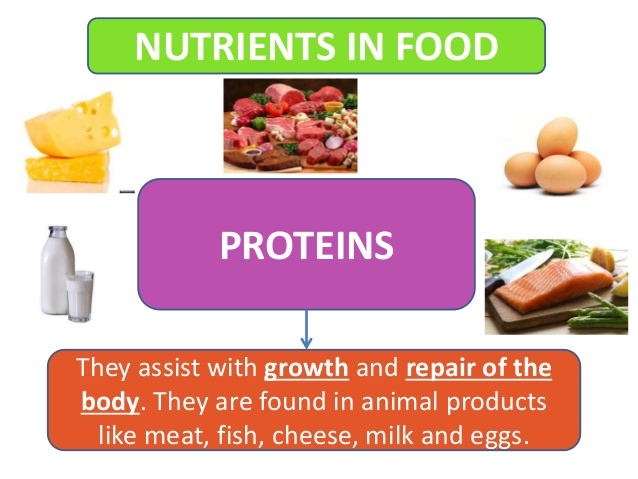 NUTRIENTS IN FOOD
PROTEINS
They assist with growth and repair of the
body. They are found in animal products
like meat, fish, cheese, milk and eggs.